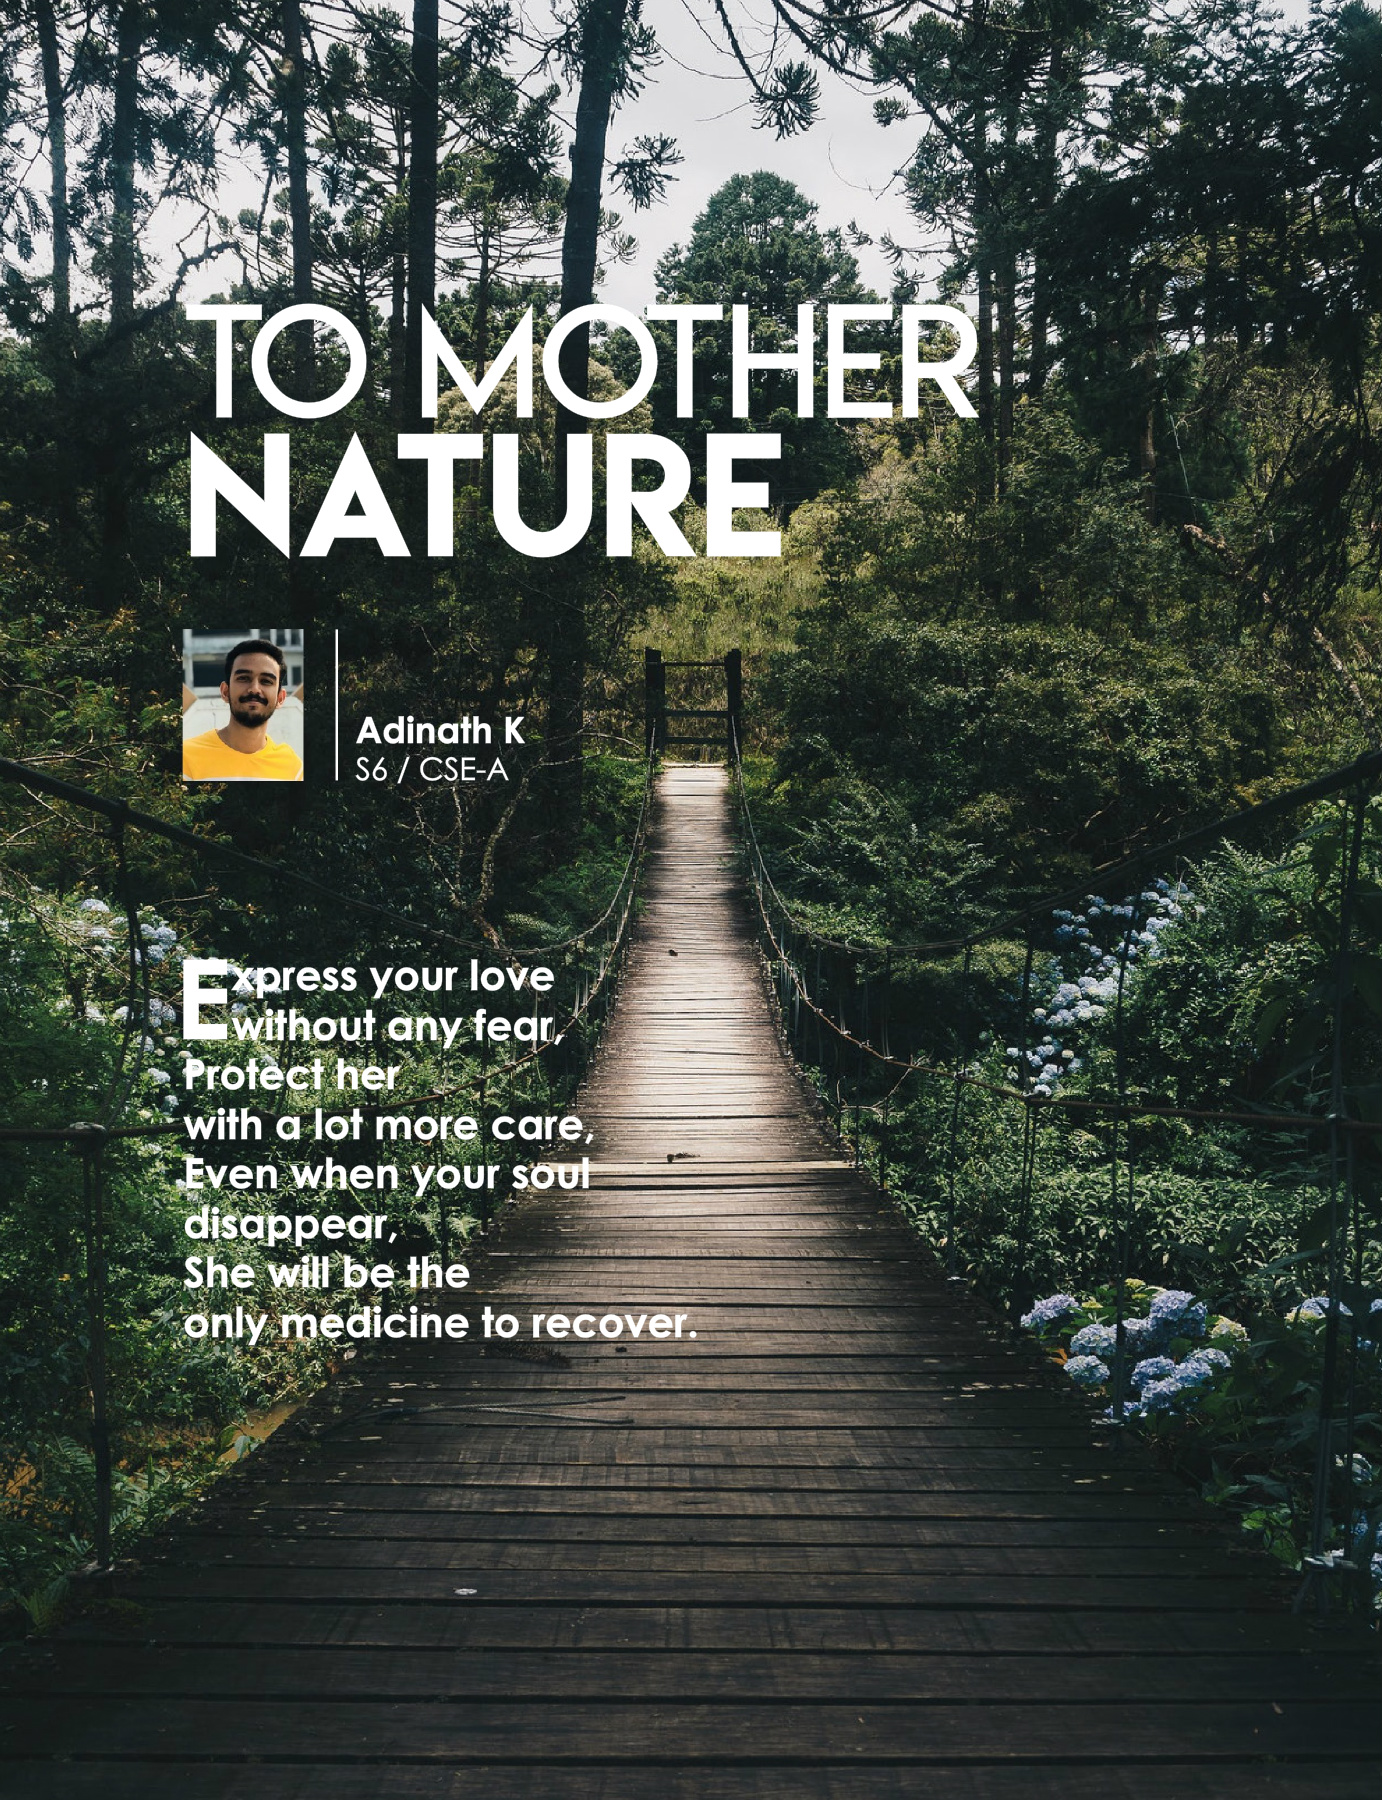 TO MOTHER
NATURE
Adinath K
S6 / CSE-A
Express your love
without any fear,
Protect her
with a lot more care,
Even when your soul
disappear,
She will be the
only medicine to recover.